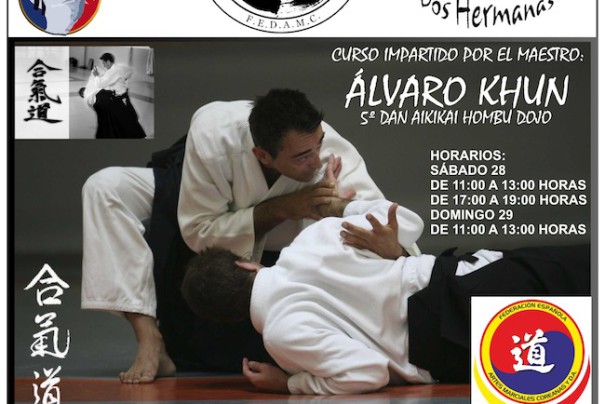 F.E.D.A.M.C.
Dos Hermanas
CURSO IMPARTIDO POR EL MAESTRO:
ÁLVARO KHUN
5º DAN AIKIKAI HOMBU DOJO
HORARIOS:
SÁBADO 28
DE 11:00 A 13:00 HORAS
DE 17:00 A 19:00 HORAS
DOMINGO 29
DE 11:00 A 13:00 HORAS
合氣道
合氣道
FEDERACIÓN ESPAÑOLA
道
ARTES MARCIALES COREANAS Y D.A.